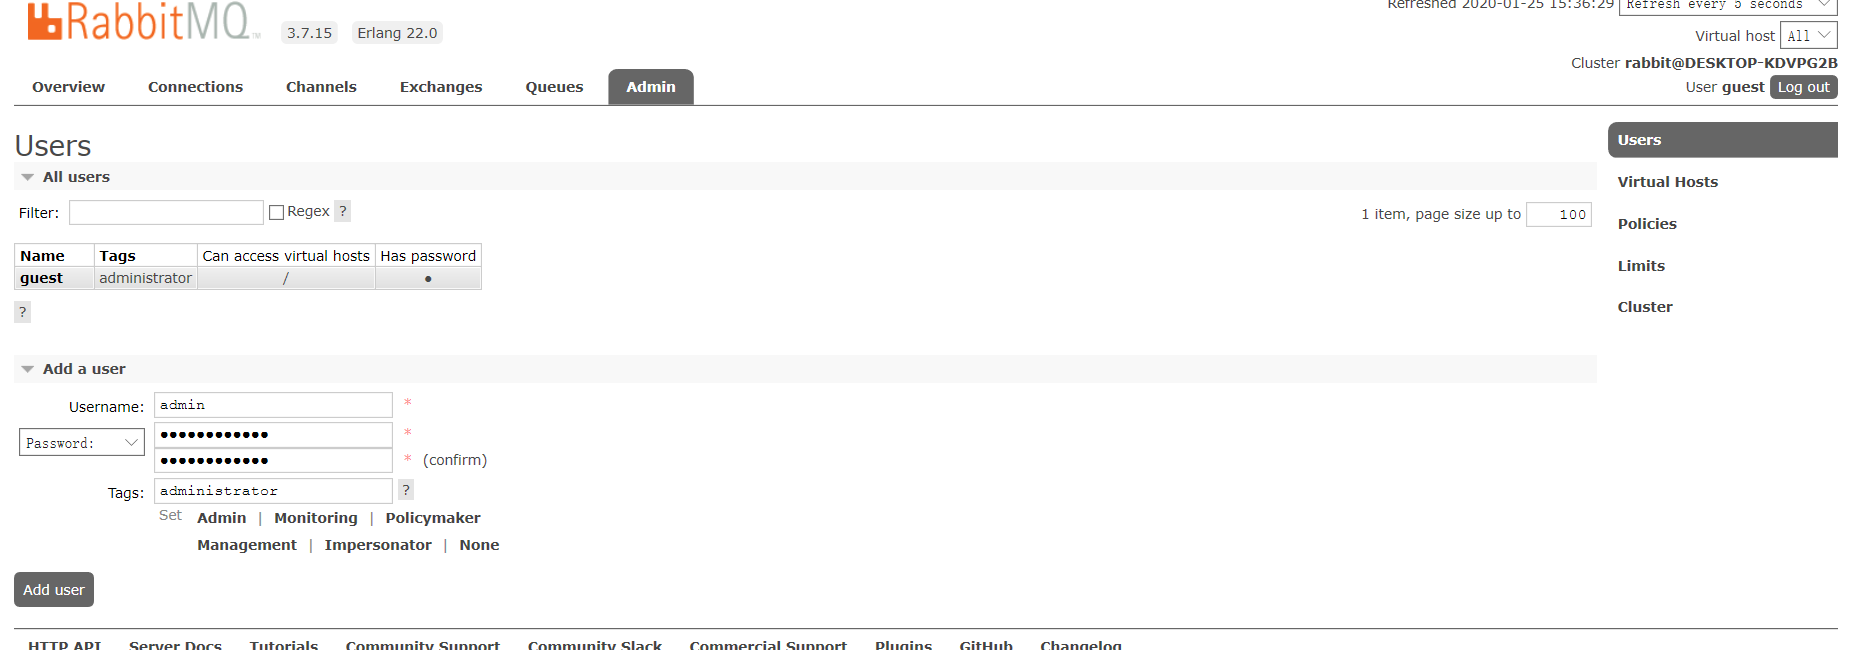 Refreshed 2020-01-25 15:36:29 Refresh every 5 seconds
RabbitMQ TM 3.7.15 Erlang 22.0
Virtual host All
Cluster rabbit@DESKTOP-KDVPG2B
User guest Log out
Overview Connections Channels Exchanges Queues Admin
Users
All users
Filter: Regex ?
1 item, page size up to 100
Name Tags Can access virtual hosts Has password
guest administrator / ●
?
Add a user
Username: admin *
Password: ●●●●●●●●●●●● *
●●●●●●●●●●●● * (confirm)
Tags: administrator ?
Set Admin | Monitoring | Policymaker
Management | Impersonator | None
Add user
Users
Virtual Hosts
Policies
Limits
Cluster
HTTP API Server Docs Tutorials Community Support Community Slack Commercial Support Plugins GitHub Changelog